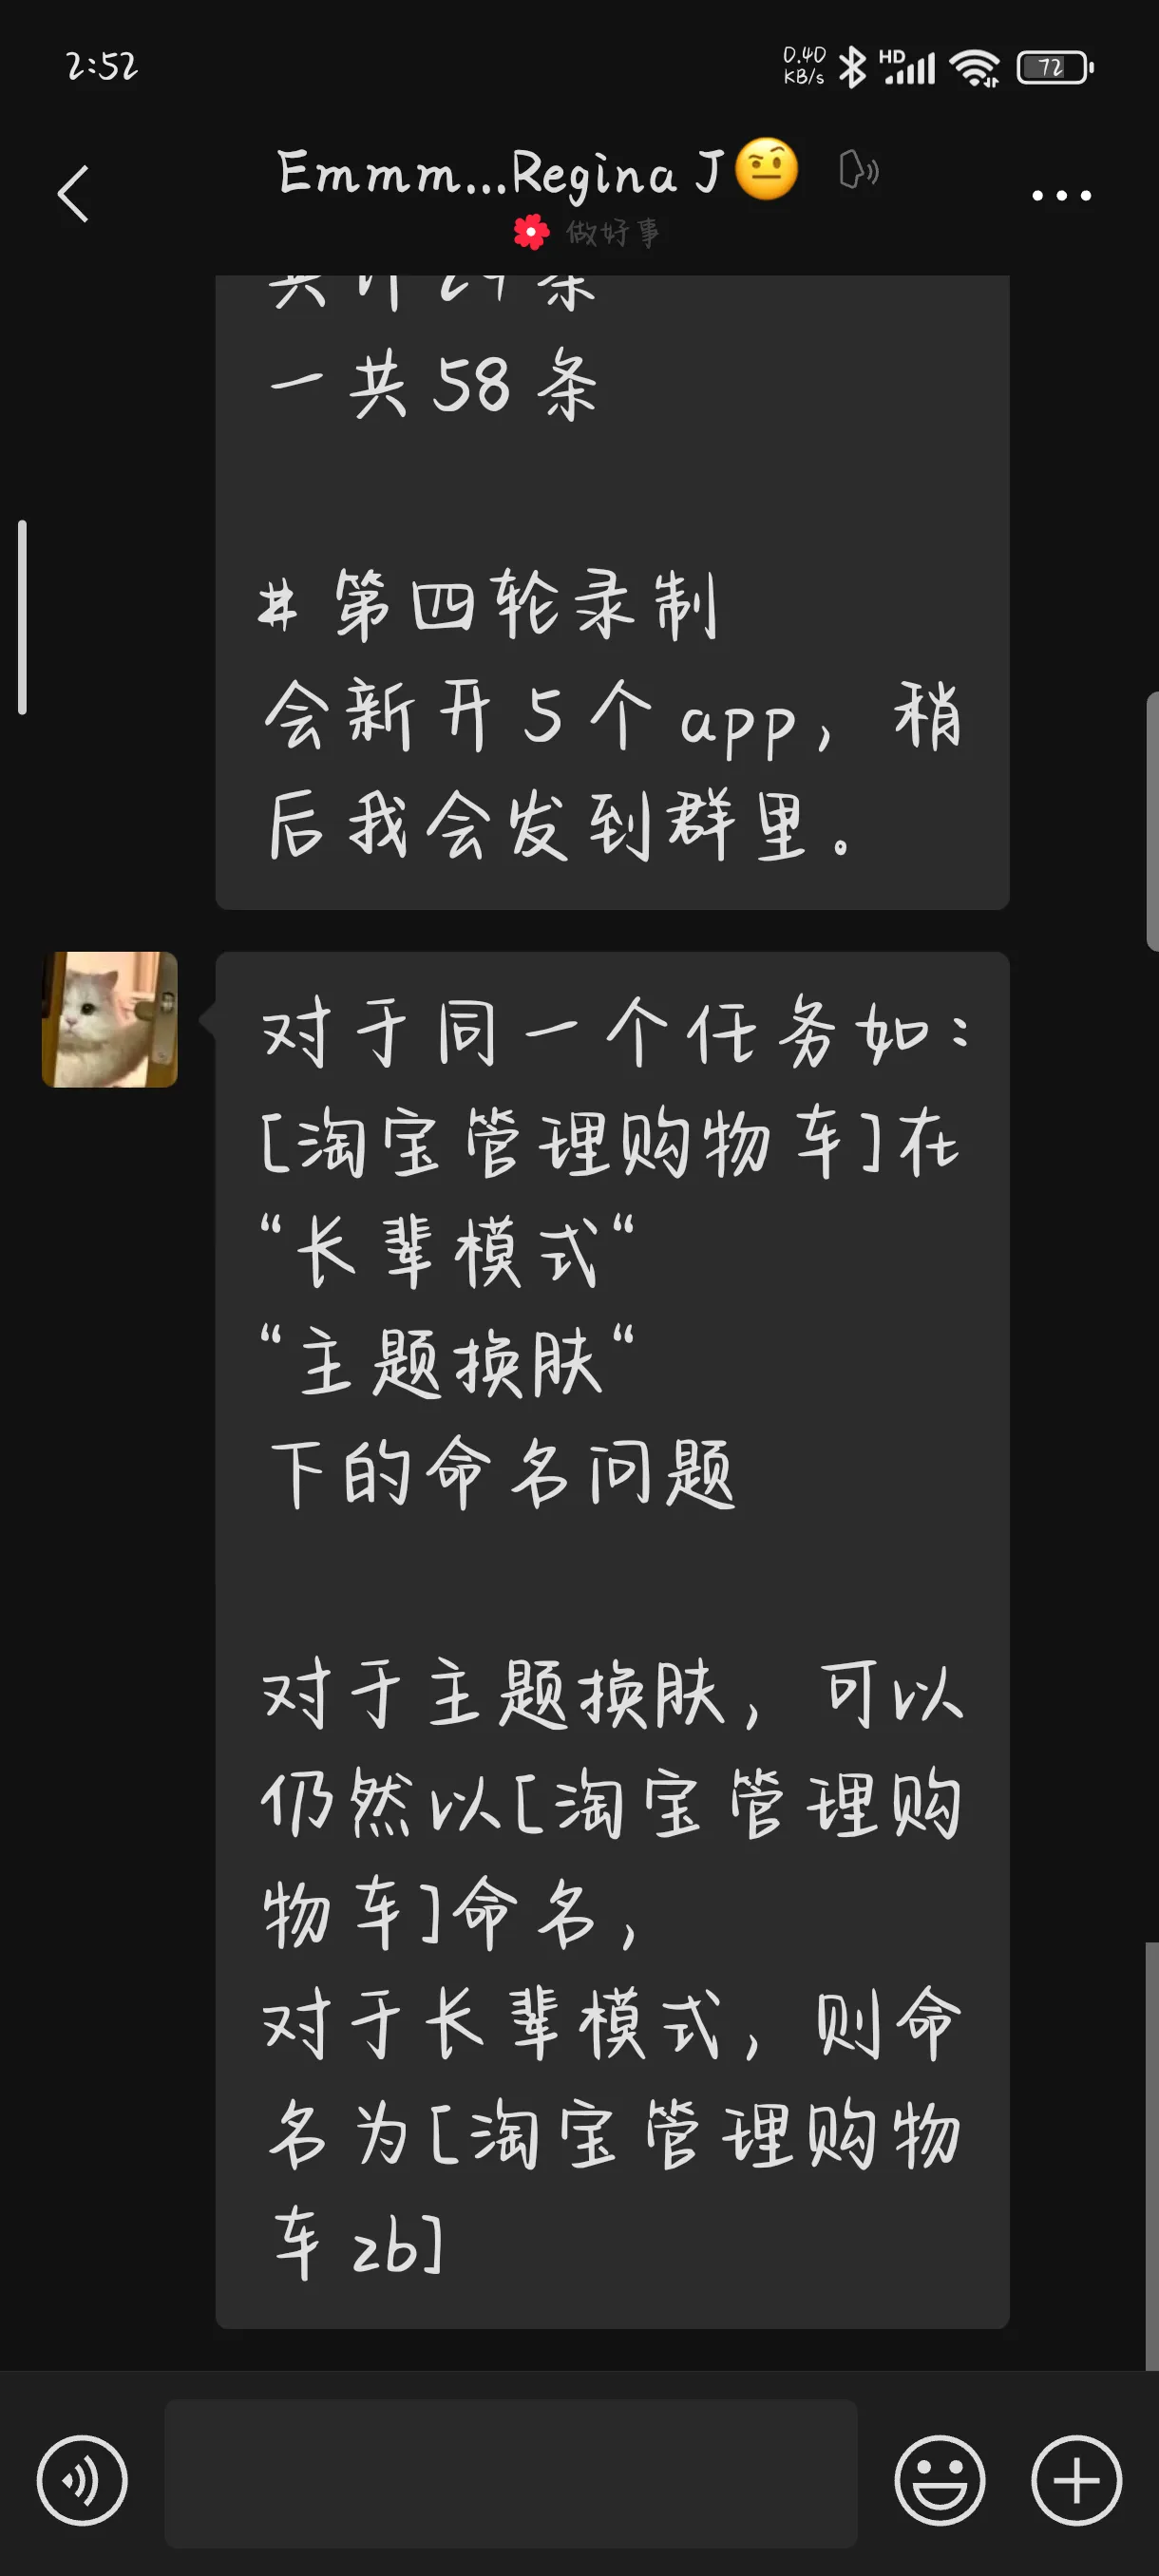 2:52
0.40
KB/s
HD
72
Emmm...Regina J🤨
做好事
共计29条
一共58条
# 第四轮录制
会新开5个app，稍
后我会发到群里。
对于同一个任务如：
[淘宝管理购物车]在
“长辈模式“
“主题换肤“
下的命名问题
对于主题换肤，可以
仍然以[淘宝管理购
物车]命名，
对于长辈模式，则命
名为[淘宝管理购物
车zb]